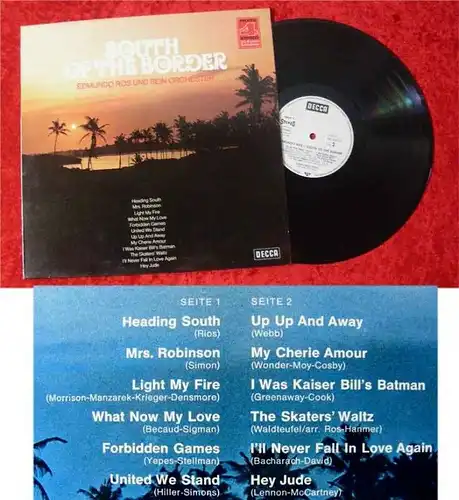 SOUTH
OF THE BORDER
EDMUNDO ROS UND SEIN ORCHESTER
Heading South
Mrs. Robinson
Light My Fire
What Now My Love
Forbidden Games
United We Stand
Up Up And Away
My Cherie Amour
I Was Kaiser Bill's Batman
The Skaters' Waltz
I'll Never Fall In Love Again
Hey Jude
DECCA
DECCA
SEITE 1
Heading South
(Rios)
Mrs. Robinson
(Simon)
Light My Fire
(Morrison-Manzarek-Krieger-Densmore)
What Now My Love
(Becaud-Sigman)
Forbidden Games
(Yepes-Stellman)
United We Stand
(Hiller-Simons)
SEITE 2
Up Up And Away
(Webb)
My Cherie Amour
(Wonder-Moy-Cosby)
I Was Kaiser Bill's Batman
(Greenaway-Cook)
The Skaters' Waltz
(Waldteufel/arr. Ros-Hanmer)
I'll Never Fall In Love Again
(Bacharach-David)
Hey Jude
(Lennon-McCartney)